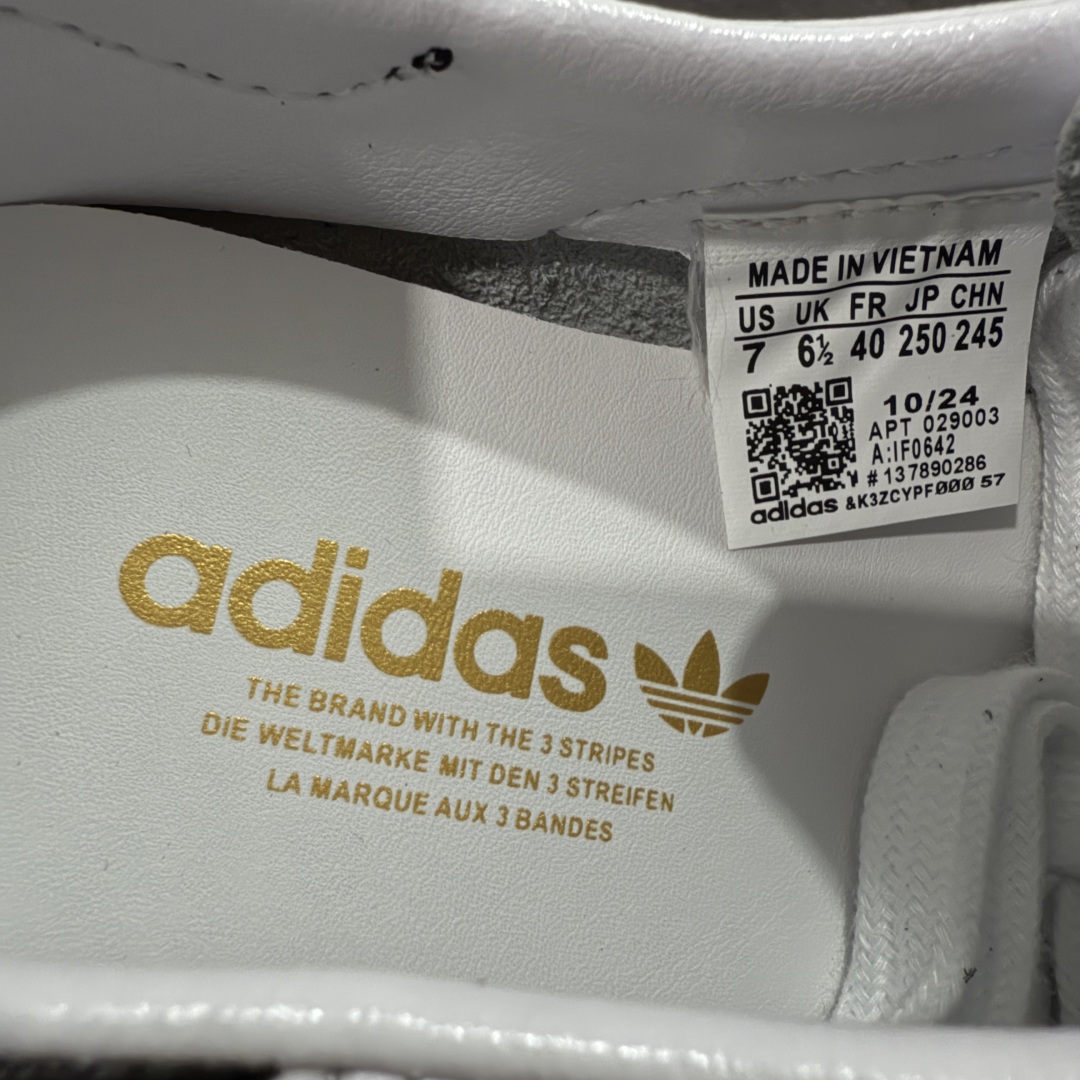 MADE IN VIETNAM
US UK FR JP CHN
7 6½ 40 250 245
10/24
APT 029003
A:IF0642
#137890286
adidas &K3ZCYPFØØØ 57
adidas
THE BRAND WITH THE 3 STRIPES
DIE WELTMARKE MIT DEN 3 STREIFEN
LA MARQUE AUX 3 BANDES